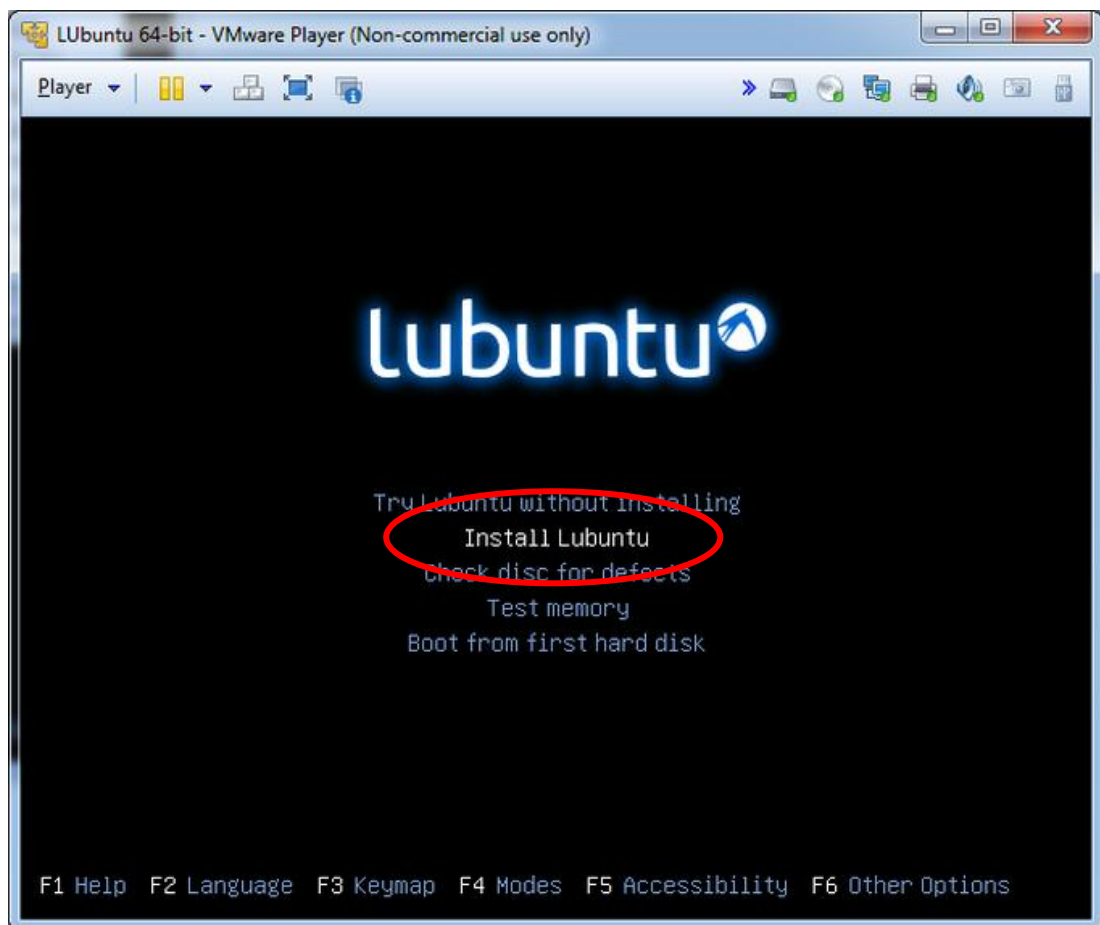 LUbuntu 64-bit - VMware Player (Non-commercial use only)
Player
lubuntu
Try Lubuntu without installing
Install Lubuntu
Check disc for defects
Test memory
Boot from first hard disk
F1 Help F2 Language F3 Keymap F4 Modes F5 Accessibility F6 Other Options